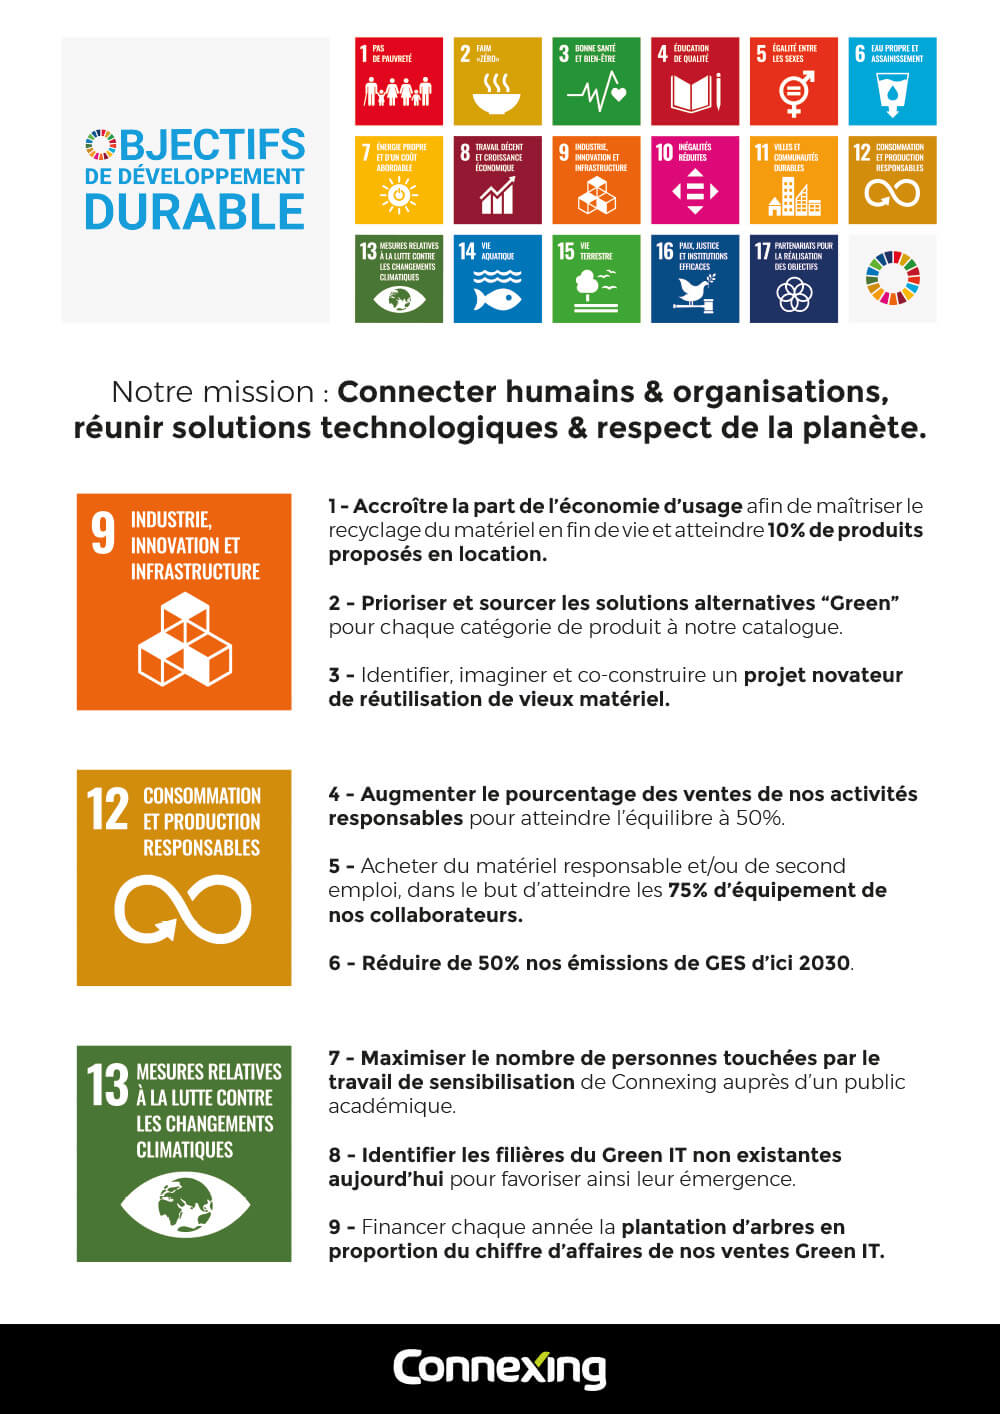 OBJECTIFS
DE DÉVELOPPEMENT
DURABLE
1 PAS
DE PAUVRETÉ
2 FAIM
«ZÉRO»
3 BONNE SANTÉ
ET BIEN-ÊTRE
4 ÉDUCATION
DE QUALITÉ
5 ÉGALITÉ ENTRE
LES SEXES
6 EAU PROPRE ET
ASSAINISSEMENT
7 ÉNERGIE PROPRE
ET D'UN COÛT
ABORDABLE
8 TRAVAIL DÉCENT
ET CROISSANCE
ÉCONOMIQUE
9 INDUSTRIE,
INNOVATION ET
INFRASTRUCTURE
10 INÉGALITÉS
RÉDUITES
11 VILLES ET
COMMUNAUTÉS
DURABLES
12 CONSOMMATION
ET PRODUCTION
RESPONSABLES
13 MESURES RELATIVES
À LA LUTTE CONTRE
LES CHANGEMENTS
CLIMATIQUES
14 VIE
AQUATIQUE
15 VIE
TERRESTRE
16 PAIX, JUSTICE
ET INSTITUTIONS
EFFICACES
17 PARTENARIATS POUR
LA RÉALISATION
DES OBJECTIFS
Notre mission : Connecter humains & organisations,
réunir solutions technologiques & respect de la planète.
9 INDUSTRIE,
INNOVATION ET
INFRASTRUCTURE
1 - Accroître la part de l’économie d’usage afin de maîtriser le
recyclage du matériel en fin de vie et atteindre 10% de produits
proposés en location.
2 - Prioriser et sourcer les solutions alternatives “Green”
pour chaque catégorie de produit à notre catalogue.
3 - Identifier, imaginer et co-construire un projet novateur
de réutilisation de vieux matériel.
12 CONSOMMATION
ET PRODUCTION
RESPONSABLES
4 - Augmenter le pourcentage des ventes de nos activités
responsables pour atteindre l’équilibre à 50%.
5 - Acheter du matériel responsable et/ou de second
emploi, dans le but d’atteindre les 75% d’équipement de
nos collaborateurs.
6 - Réduire de 50% nos émissions de GES d’ici 2030.
13 MESURES RELATIVES
À LA LUTTE CONTRE
LES CHANGEMENTS
CLIMATIQUES
7 - Maximiser le nombre de personnes touchées par le
travail de sensibilisation de Connexing auprès d’un public
académique.
8 - Identifier les filières du Green IT non existantes
aujourd’hui pour favoriser ainsi leur émergence.
9 - Financer chaque année la plantation d’arbres en
proportion du chiffre d’affaires de nos ventes Green IT.
Connexing